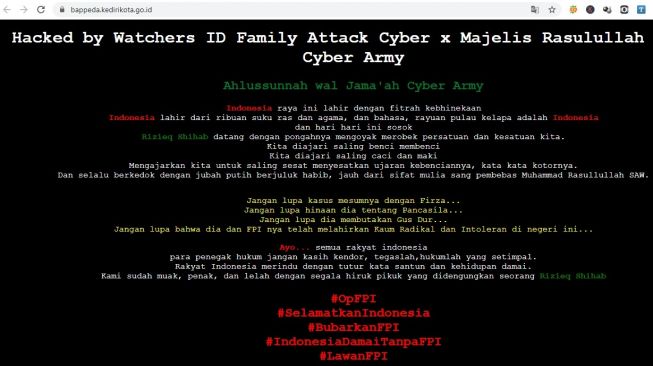 bappeda.kedirikota.go.id
Hacked by Watchers ID Family Attack Cyber x Majelis Rasulullah
Cyber Army
Ahlussunnah wal Jama'ah Cyber Army
Indonesia raya ini lahir dengan fitrah kebhinekaan
Indonesia lahir dari ribuan suku ras dan agama, dan bahasa, rayuan pulau kelapa adalah Indonesia
dan hari hari ini sosok
Rizieq Shihab datang dengan pongahnya mengoyak merobek persatuan dan kesatuan kita.
Kita diajari saling benci membenci
Kita diajari saling caci dan maki
Mengajarkan kita untuk saling sesat menyesatkan ujaran kebenciannya, kata kata kotornya.
Dan selalu berkedok dengan jubah putih berjuluk habib, jauh dari sifat mulia sang pembebas Muhammad Rasullullah SAW.
Jangan lupa kasus mesumnya dengan Firza...
Jangan lupa hinaan dia tentang Pancasila...
Jangan lupa dia membutakan Gus Dur...
Jangan lupa bahwa dia dan FPI nya telah melahirkan Kaum Radikal dan Intoleran di negeri ini...
Ayo... semua rakyat indonesia
para penegak hukum jangan kasih kendor, tegaslah,hukumlah yang setimpal.
Rakyat Indonesia merindu dengan tutur kata santun dan kehidupan damai.
Kami sudah muak, penak, dan lelah dengan segala hiruk pikuk yang didengungkan seorang Rizieq Shihab
#OpFPI
#SelamatkanIndonesia
#BubarkanFPI
#IndonesiaDamaiTanpaFPI
#LawanFPI